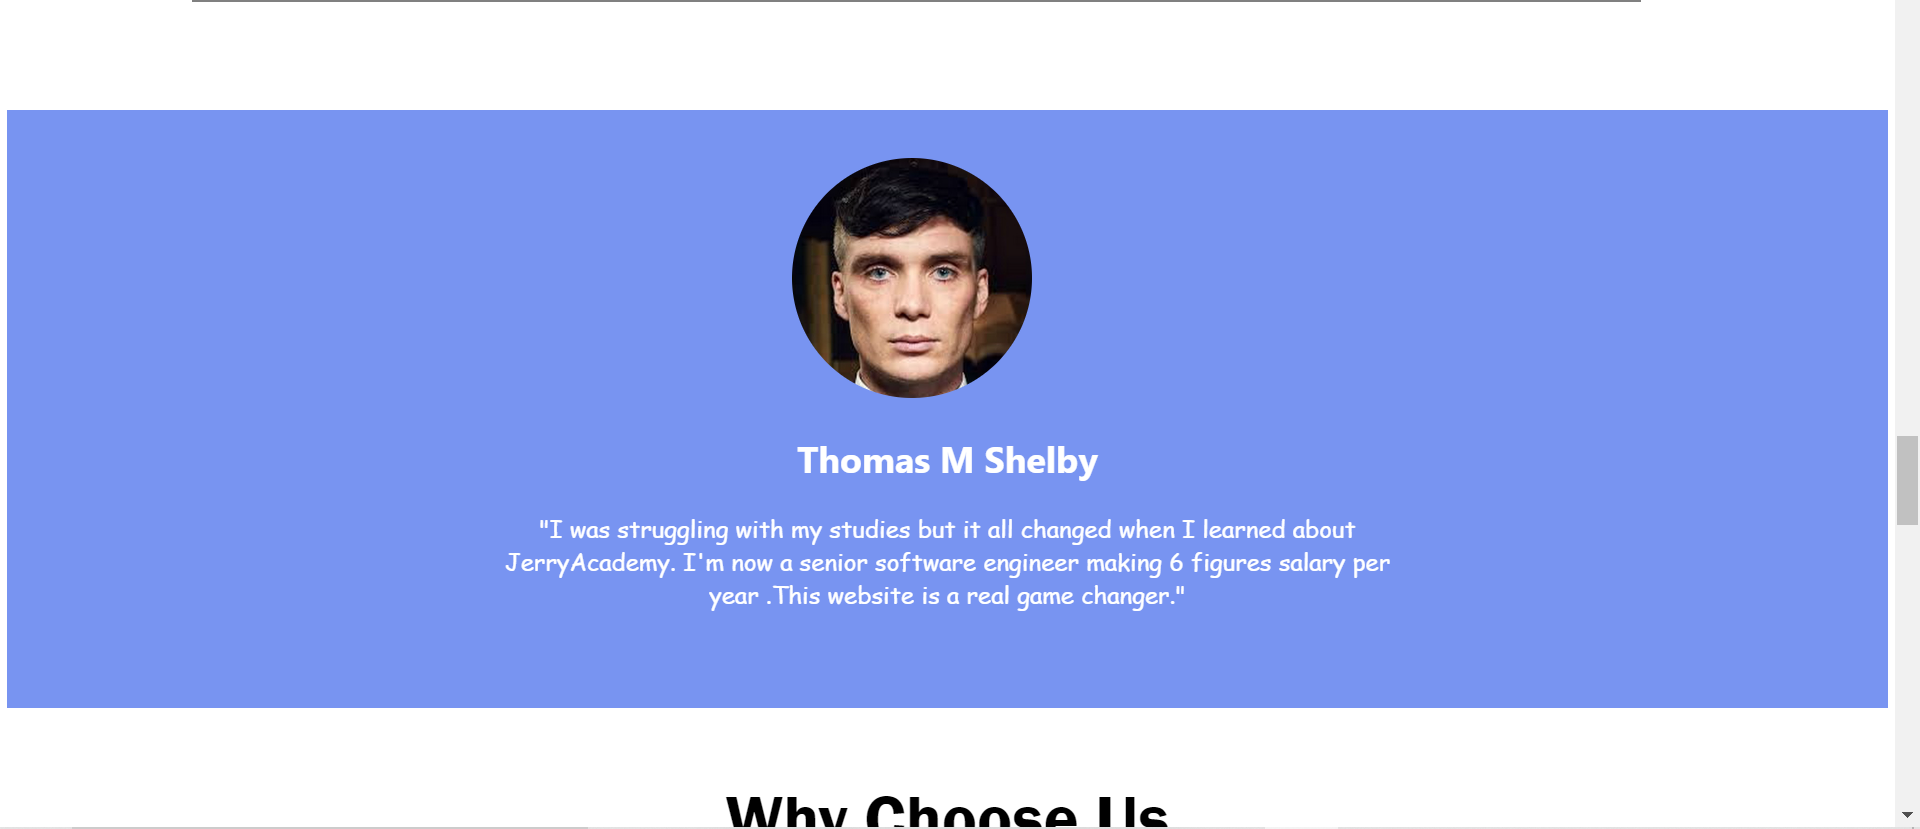 Thomas M Shelby
"I was struggling with my studies but it all changed when I learned about
JerryAcademy. I'm now a senior software engineer making 6 figures salary per
year .This website is a real game changer."
Why Choose Us